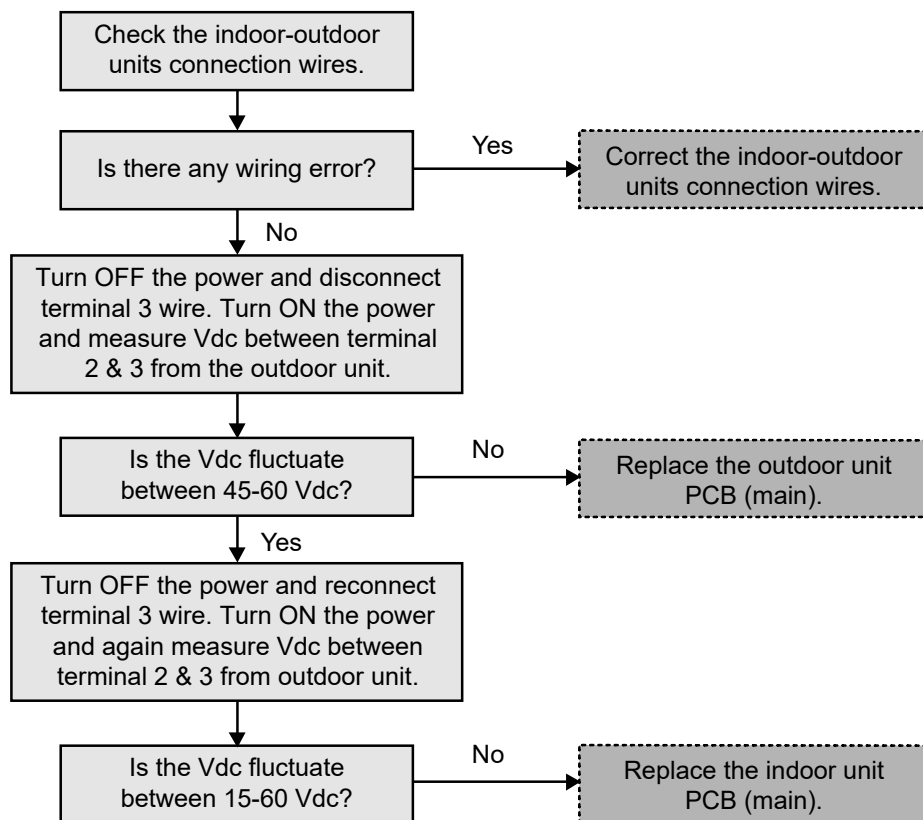 Check the indoor-outdoor
units connection wires.
Is there any wiring error?
Yes
Correct the indoor-outdoor
units connection wires.
No
Turn OFF the power and disconnect
terminal 3 wire. Turn ON the power
and measure Vdc between terminal
2 & 3 from the outdoor unit.
Is the Vdc fluctuate
between 45-60 Vdc?
No
Replace the outdoor unit
PCB (main).
Yes
Turn OFF the power and reconnect
terminal 3 wire. Turn ON the power
and again measure Vdc between
terminal 2 & 3 from outdoor unit.
Is the Vdc fluctuate
between 15-60 Vdc?
No
Replace the indoor unit
PCB (main).